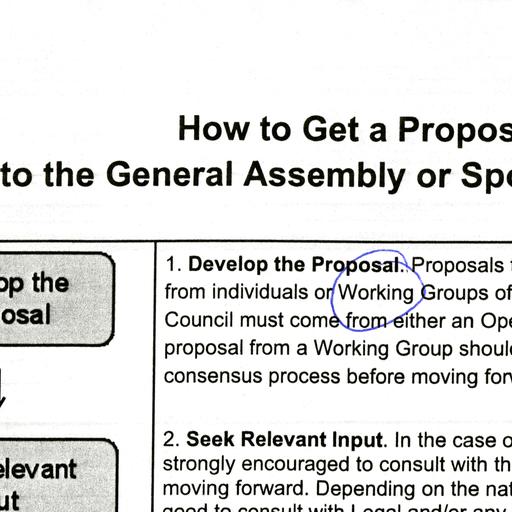 How to Get a Propos
to the General Assembly or Spo
op the
osal
1. Develop the Proposal. Proposals
from individuals or Working Groups of
Council must come from either an Ope
proposal from a Working Group shoul
consensus process before moving forw
elevant
ut
2. Seek Relevant Input. In the case o
strongly encouraged to consult with th
moving forward. Depending on the nat
good to consult with Legal and/or any